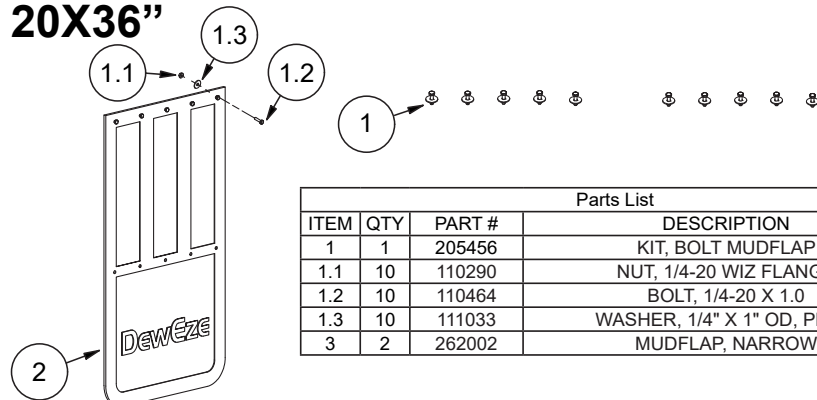 20X36”
1.3
1.1
1.2
1
Parts List
ITEM QTY PART # DESCRIPTION
1 1 205456 KIT, BOLT MUDFLAP
1.1 10 110290 NUT, 1/4-20 WIZ FLANG
1.2 10 110464 BOLT, 1/4-20 X 1.0
1.3 10 111033 WASHER, 1/4" X 1" OD, P
3 2 262002 MUDFLAP, NARROW
DEWEZE
2